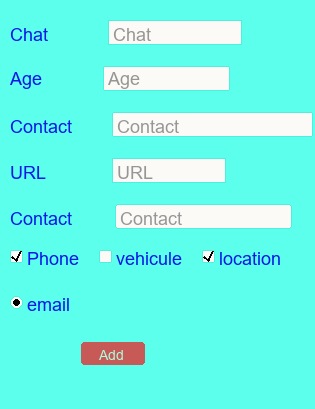 Chat Chat
Age Age
Contact Contact
URL URL
Contact Contact
Phone vehicule location
email
Add